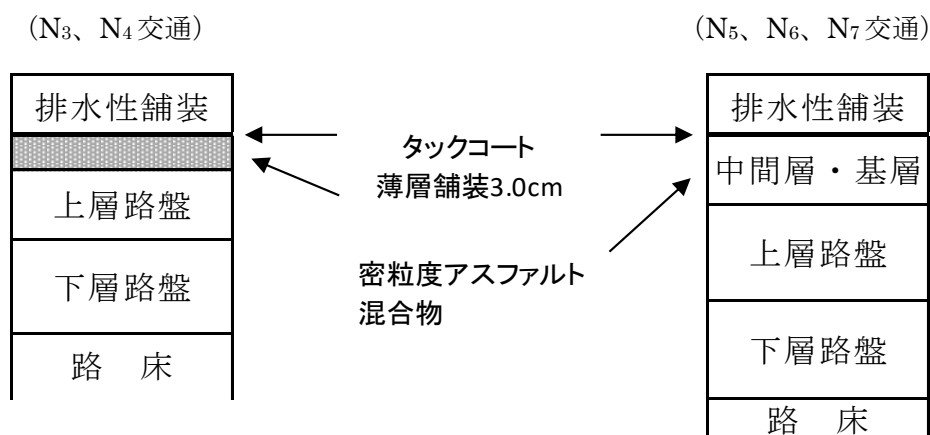 (N3、N4交通)
(N5、N6、N7交通)
排水性舗装
上層路盤
下層路盤
路 床
タックコート
薄層舗装3.0cm
密粒度アスファルト
混合物
排水性舗装
中間層・基層
上層路盤
下層路盤
路 床